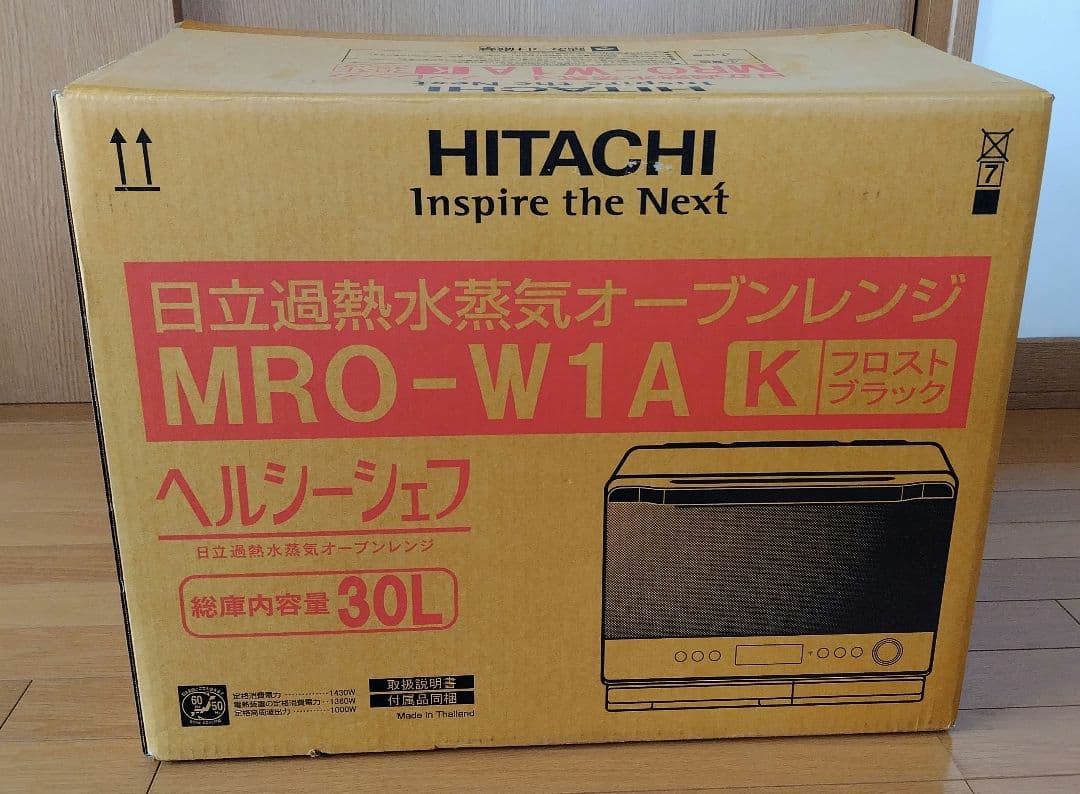 MRO-W1A K
HITACHI
Inspire the Next
7
日立過熱水蒸気オーブンレンジ
MRO-W1A K フロスト
ブラック
ヘルシーシェフ
日立過熱水蒸気オーブンレンジ
総庫内容量 30L
60 50
定格消費電力 1430W
電熱装置の定格消費電力 1360W
定格高周波出力 1000W
取扱説明書
付属品同梱
Made in Thailand